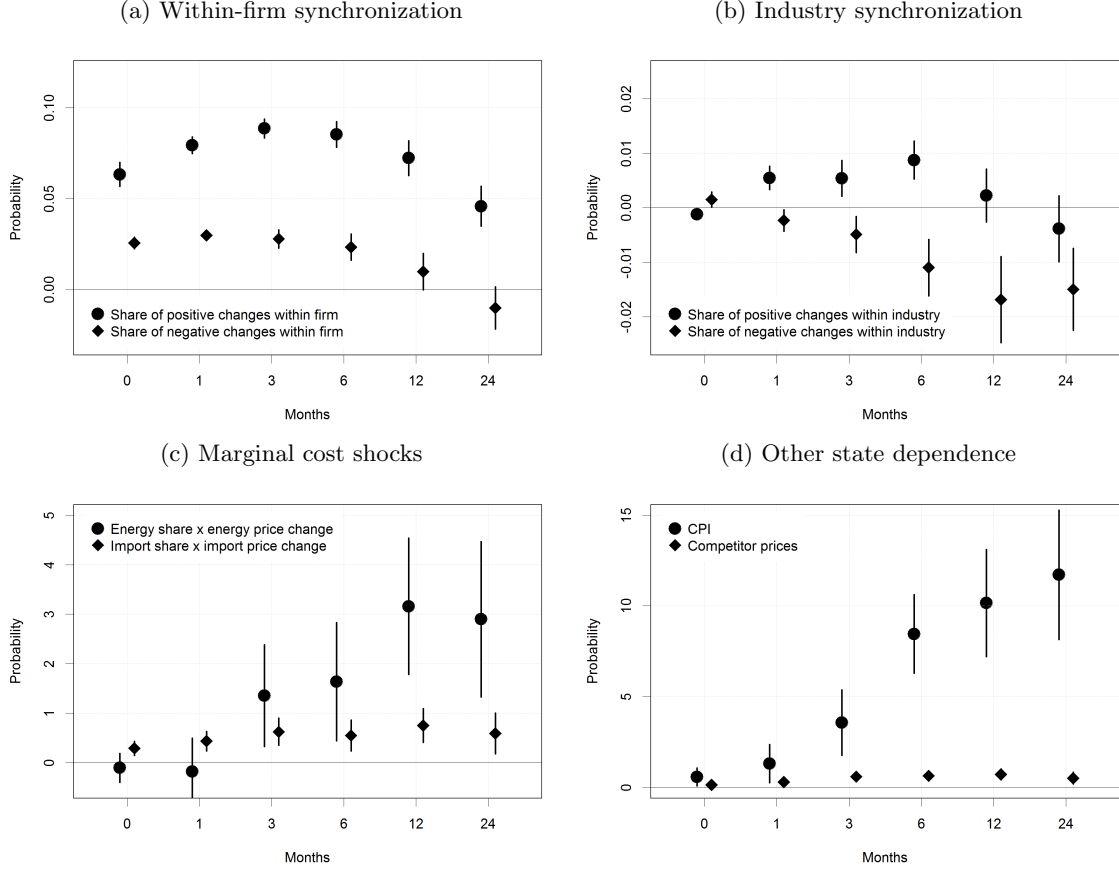 (a) Within-firm synchronization
0.10
0.05
0.00
Probability
Share of positive changes within firm
Share of negative changes within firm
0 1 3 6 12 24
Months
(b) Industry synchronization
0.02
0.01
0.00
-0.01
-0.02
Probability
Share of positive changes within industry
Share of negative changes within industry
0 1 3 6 12 24
Months
(c) Marginal cost shocks
5
4
3
2
1
0
Probability
Energy share x energy price change
Import share x import price change
0 1 3 6 12 24
Months
(d) Other state dependence
15
10
5
0
Probability
CPI
Competitor prices
0 1 3 6 12 24
Months